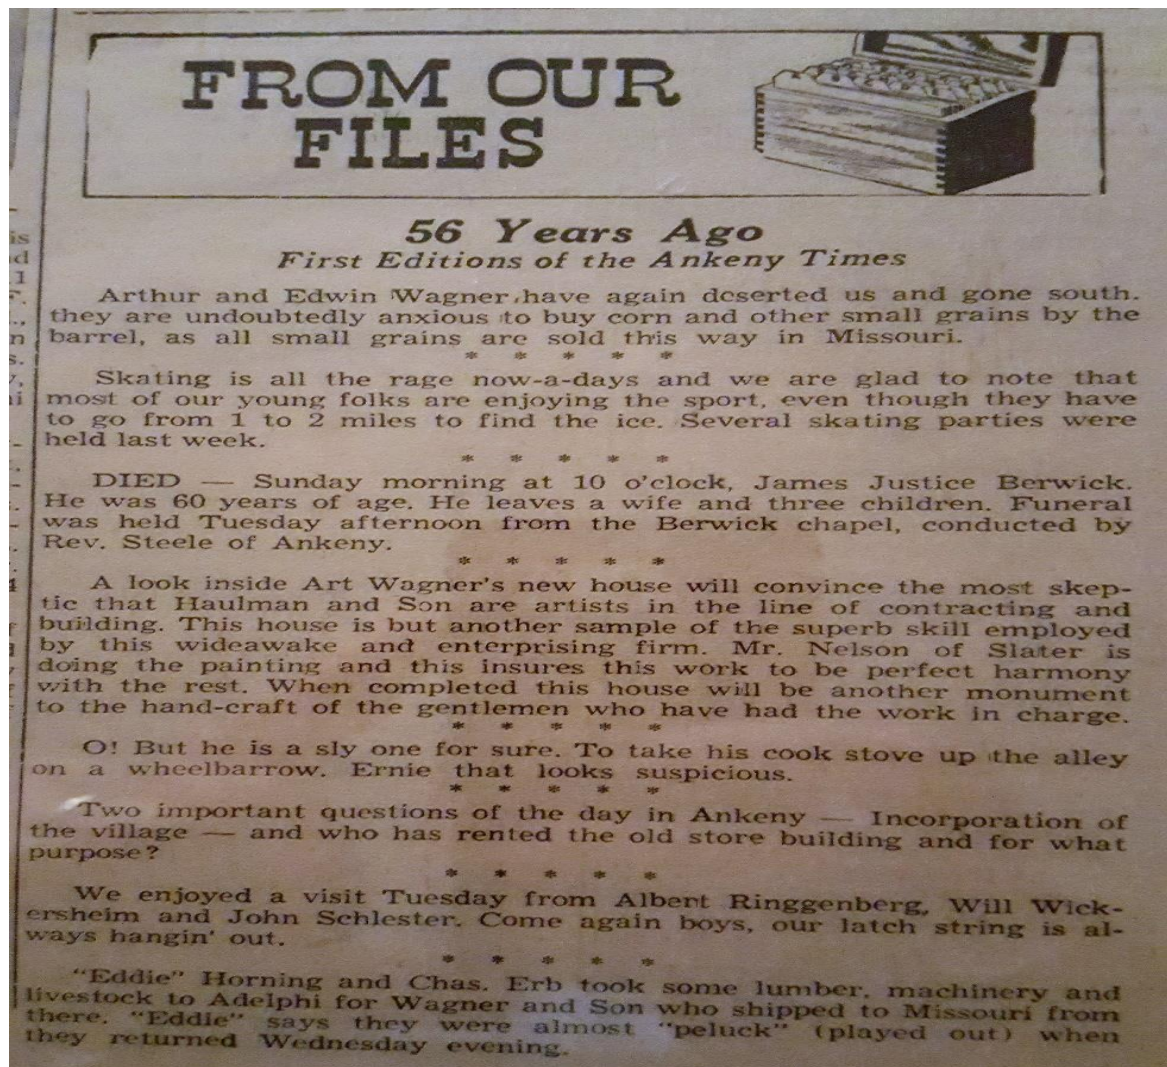 FROM OUR
FILES
56 Years Ago
First Editions of the Ankeny Times
Arthur and Edwin Wagner have again deserted us and gone south.
they are undoubtedly anxious to buy corn and other small grains by the
barrel, as all small grains are sold this way in Missouri.
* * * * *
Skating is all the rage now-a-days and we are glad to note that
most of our young folks are enjoying the sport, even though they have
to go from 1 to 2 miles to find the ice. Several skating parties were
held last week.
* * * * *
DIED — Sunday morning at 10 o'clock, James Justice Berwick.
He was 60 years of age. He leaves a wife and three children. Funeral
was held Tuesday afternoon from the Berwick chapel, conducted by
Rev. Steele of Ankeny.
* * * * *
A look inside Art Wagner's new house will convince the most skep-
tic that Haulman and Son are artists in the line of contracting and
building. This house is but another sample of the superb skill employed
by this wideawake and enterprising firm. Mr. Nelson of Slater is
doing the painting and this insures this work to be perfect harmony
with the rest. When completed this house will be another monument
to the hand-craft of the gentlemen who have had the work in charge.
* * * * *
O! But he is a sly one for sure. To take his cook stove up the alley
on a wheelbarrow. Ernie that looks suspicious.
* * * * *
Two important questions of the day in Ankeny — Incorporation of
the village — and who has rented the old store building and for what
purpose?
* * * * *
We enjoyed a visit Tuesday from Albert Ringgenberg, Will Wick-
ersheim and John Schlester. Come again boys, our latch string is al-
ways hangin' out.
* * * * *
"Eddie" Horning and Chas. Erb took some lumber, machinery and
livestock to Adelphi for Wagner and Son who shipped to Missouri from
there. "Eddie" says they were almost "peluck" (played out) when
they returned Wednesday evening.